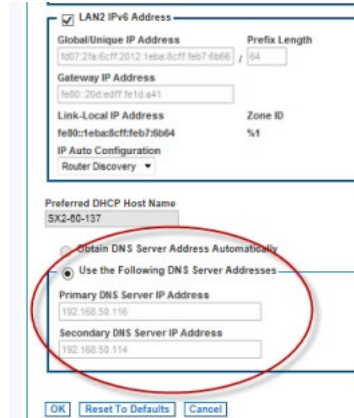 LAN2 IPv6 Address
Global/Unique IP Address Prefix Length
fd07:2fa:6cff:2012:1eba:8cff:feb7:6b66 / 64
Gateway IP Address
fe80::20d:edff:fe1d:a41
Link-Local IP Address Zone ID
fe80::1eba:8cff:feb7:6b64 %1
IP Auto Configuration
Router Discovery
Preferred DHCP Host Name
SX2-60-137
Obtain DNS Server Address Automatically
Use the Following DNS Server Addresses
Primary DNS Server IP Address
192.168.50.116
Secondary DNS Server IP Address
192.168.50.114
OK Reset To Defaults Cancel